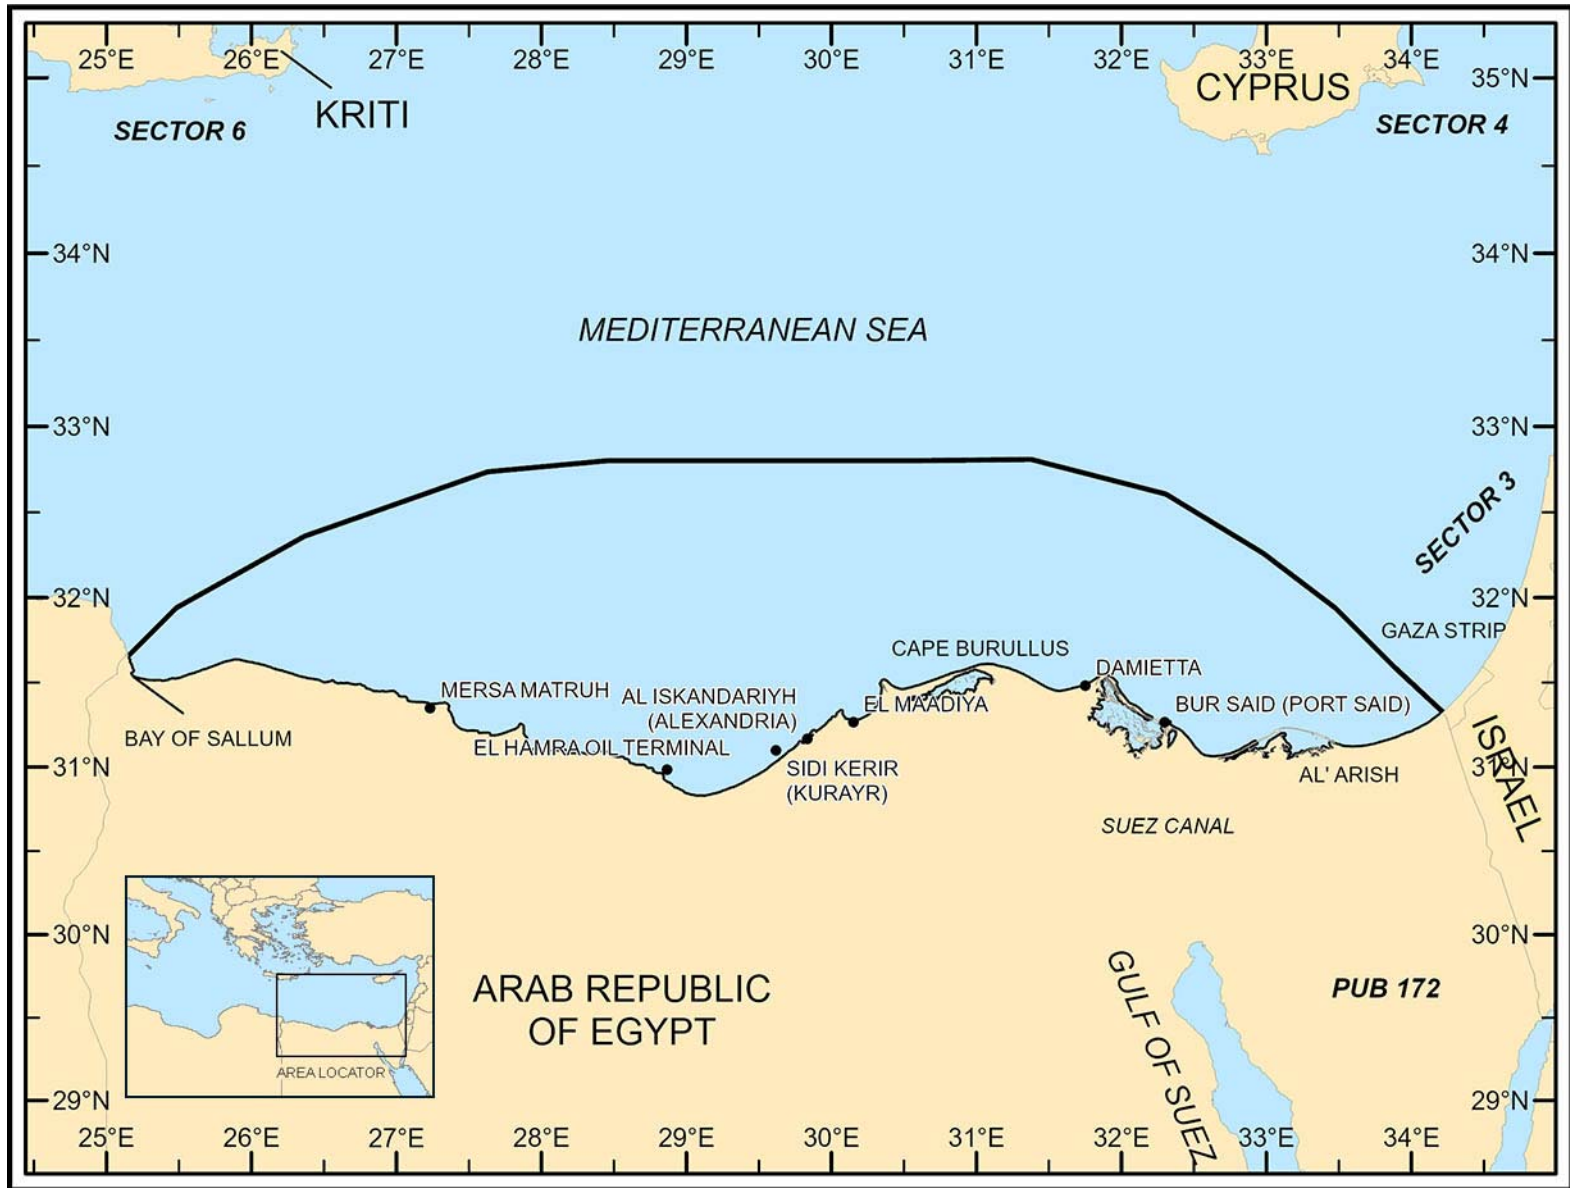 25°E 26°E 27°E 28°E 29°E 30°E 31°E 32°E 33°E 34°E
35°N
CYPRUS
KRITI
SECTOR 6
SECTOR 4
34°N 34°N
MEDITERRANEAN SEA
33°N 33°N
SECTOR 3
32°N 32°N
GAZA STRIP
CAPE BURULLUS
DAMIETTA
MERSA MATRUH
AL ISKANDARIYH
(ALEXANDRIA)
EL MAADIYA
BUR SAID (PORT SAID)
BAY OF SALLUM
EL HAMRA OIL TERMINAL
31°N 31°N
SIDI KERIR
(KURAYR)
AL' ARISH
ISRAEL
SUEZ CANAL
30°N 30°N
ARAB REPUBLIC
OF EGYPT
GULF OF SUEZ
PUB 172
AREA LOCATOR
29°N 29°N
25°E 26°E 27°E 28°E 29°E 30°E 31°E 32°E 33°E 34°E